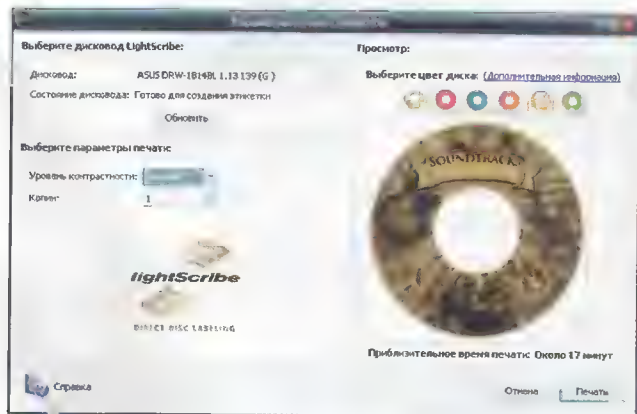 Выберите дисковод LightScribe:
Дисковод: ASUS DRW-1814BL 1.13 139 (G )
Состояние дисковода: Готово для создания этикетки
Обновить
Выберите параметры печати:
Уровень контрастности:
Копии:
1
lightScribe
DIRECT DISC LABELING
Справка
Просмотр:
Выберите цвет диска: (Дополнительная информация)
SOUNDTRACK
Приблизительное время печати: Около 17 минут
Отмена
Печать